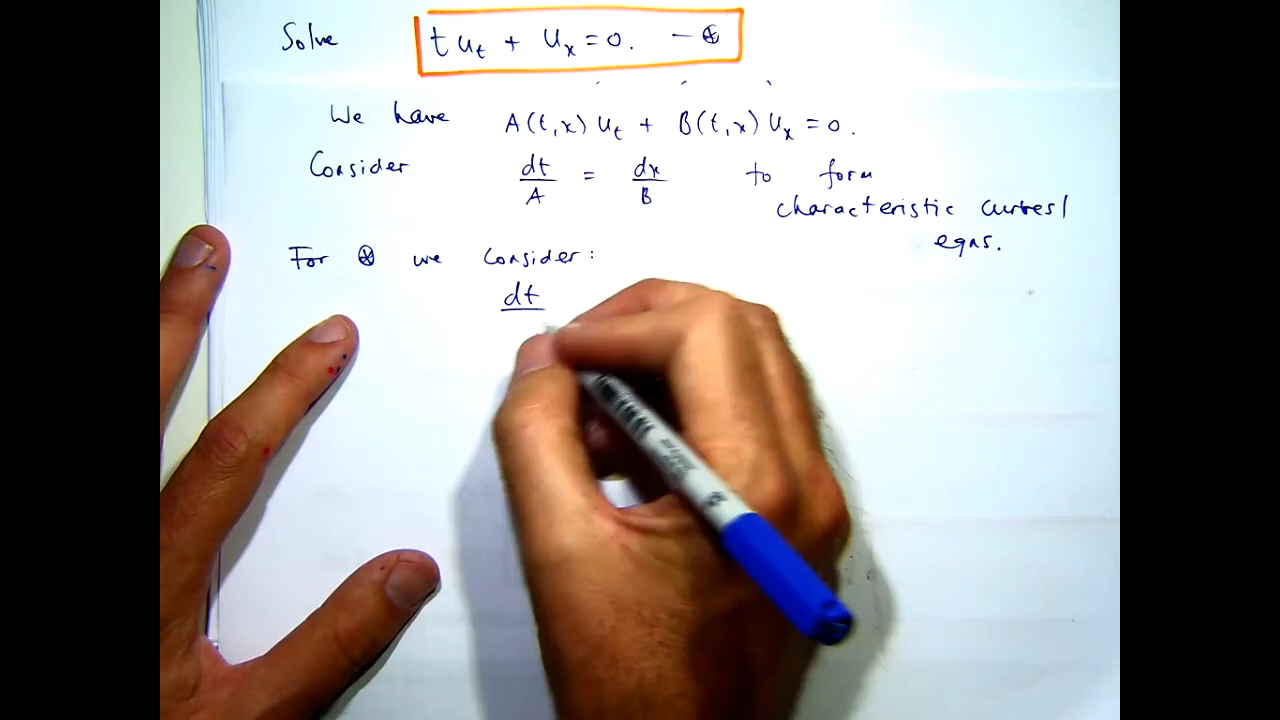 Solve t u_t + u_x = 0. — ⊛
We have A(t,x) u_t + B(t,x) u_x = 0.
Consider dt/A = dx/B to form
characteristic curves/
eqns.
For ⊛ we consider:
dt